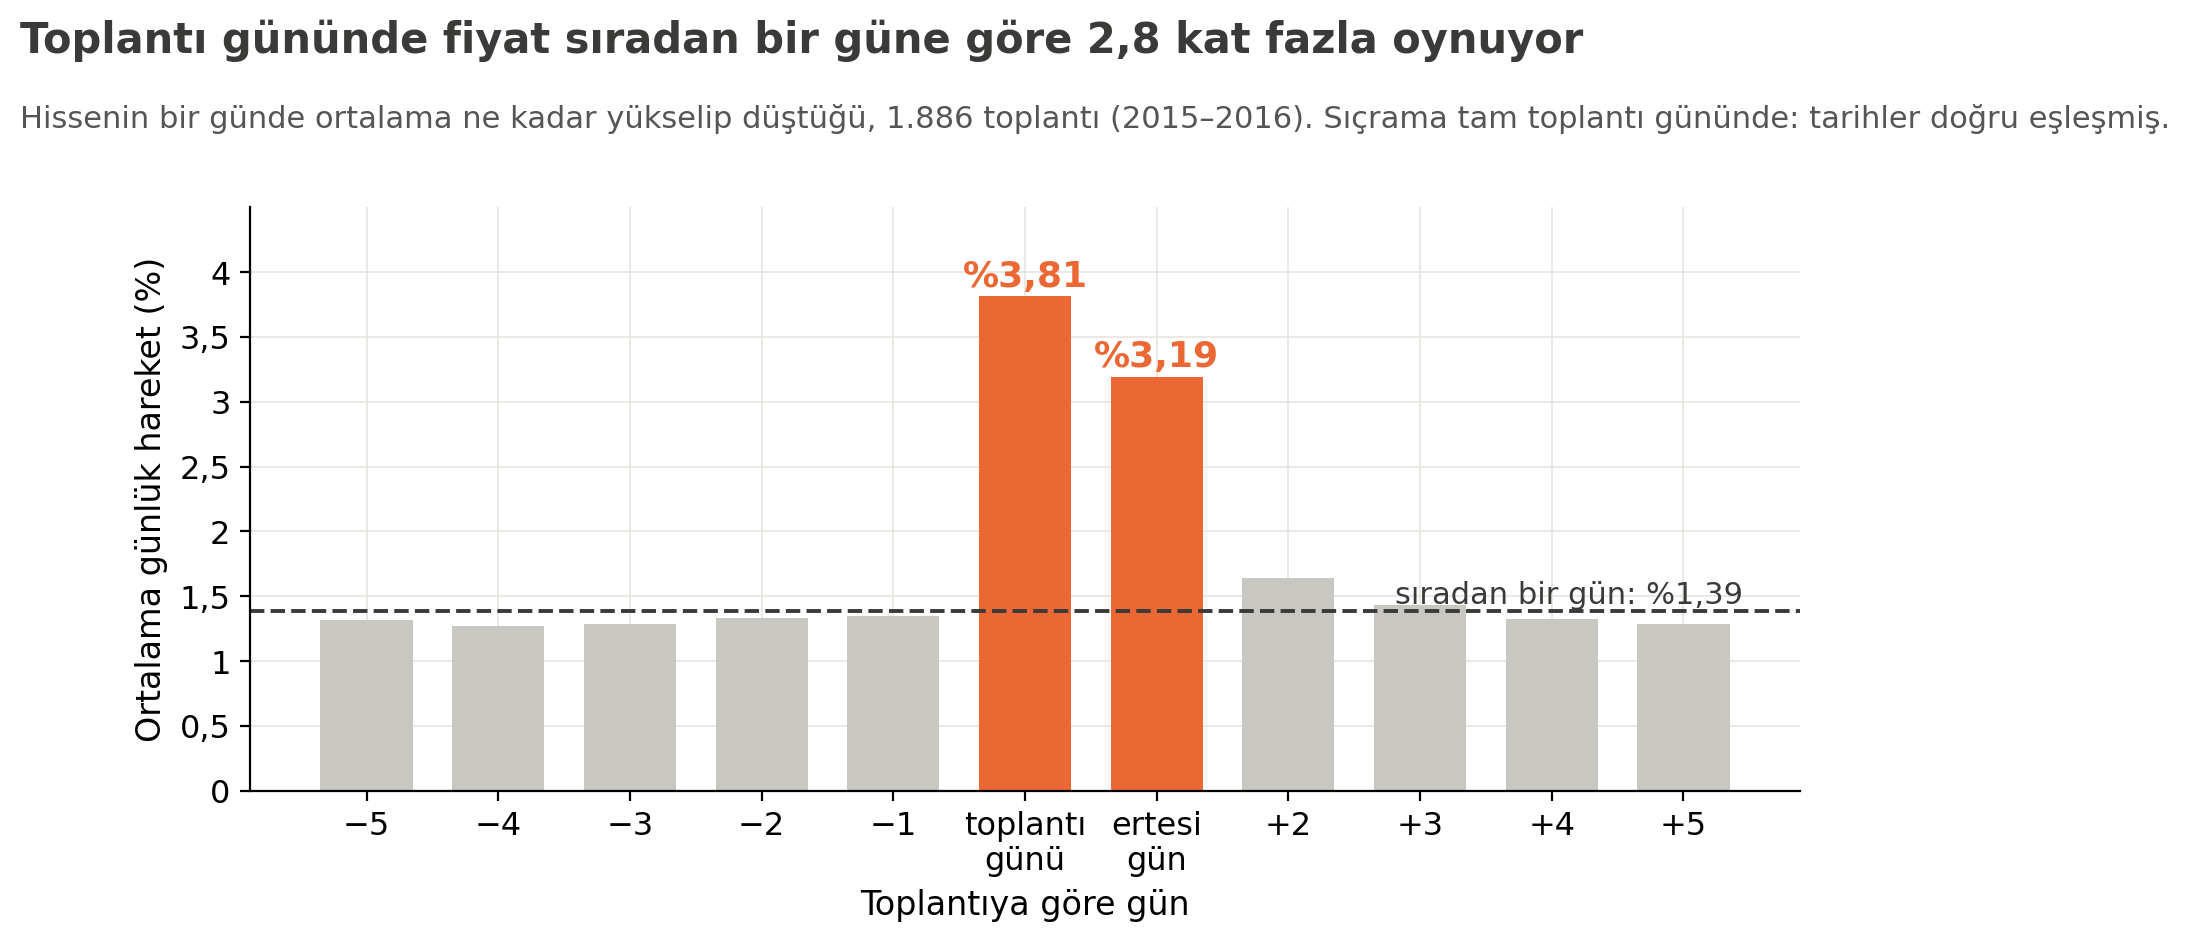 Toplantı gününde fiyat sıradan bir güne göre 2,8 kat fazla oynuyor
Hissenin bir günde ortalama ne kadar yükselip düştüğü, 1.886 toplantı (2015–2016). Sıçrama tam toplantı gününde: tarihler doğru eşleşmiş.
Ortalama günlük hareket (%)
4
3,5
3
2,5
2
1,5
1
0,5
0
%3,81
%3,19
sıradan bir gün: %1,39
−5
−4
−3
−2
−1
toplantı
günü
ertesi
gün
+2
+3
+4
+5
Toplantıya göre gün